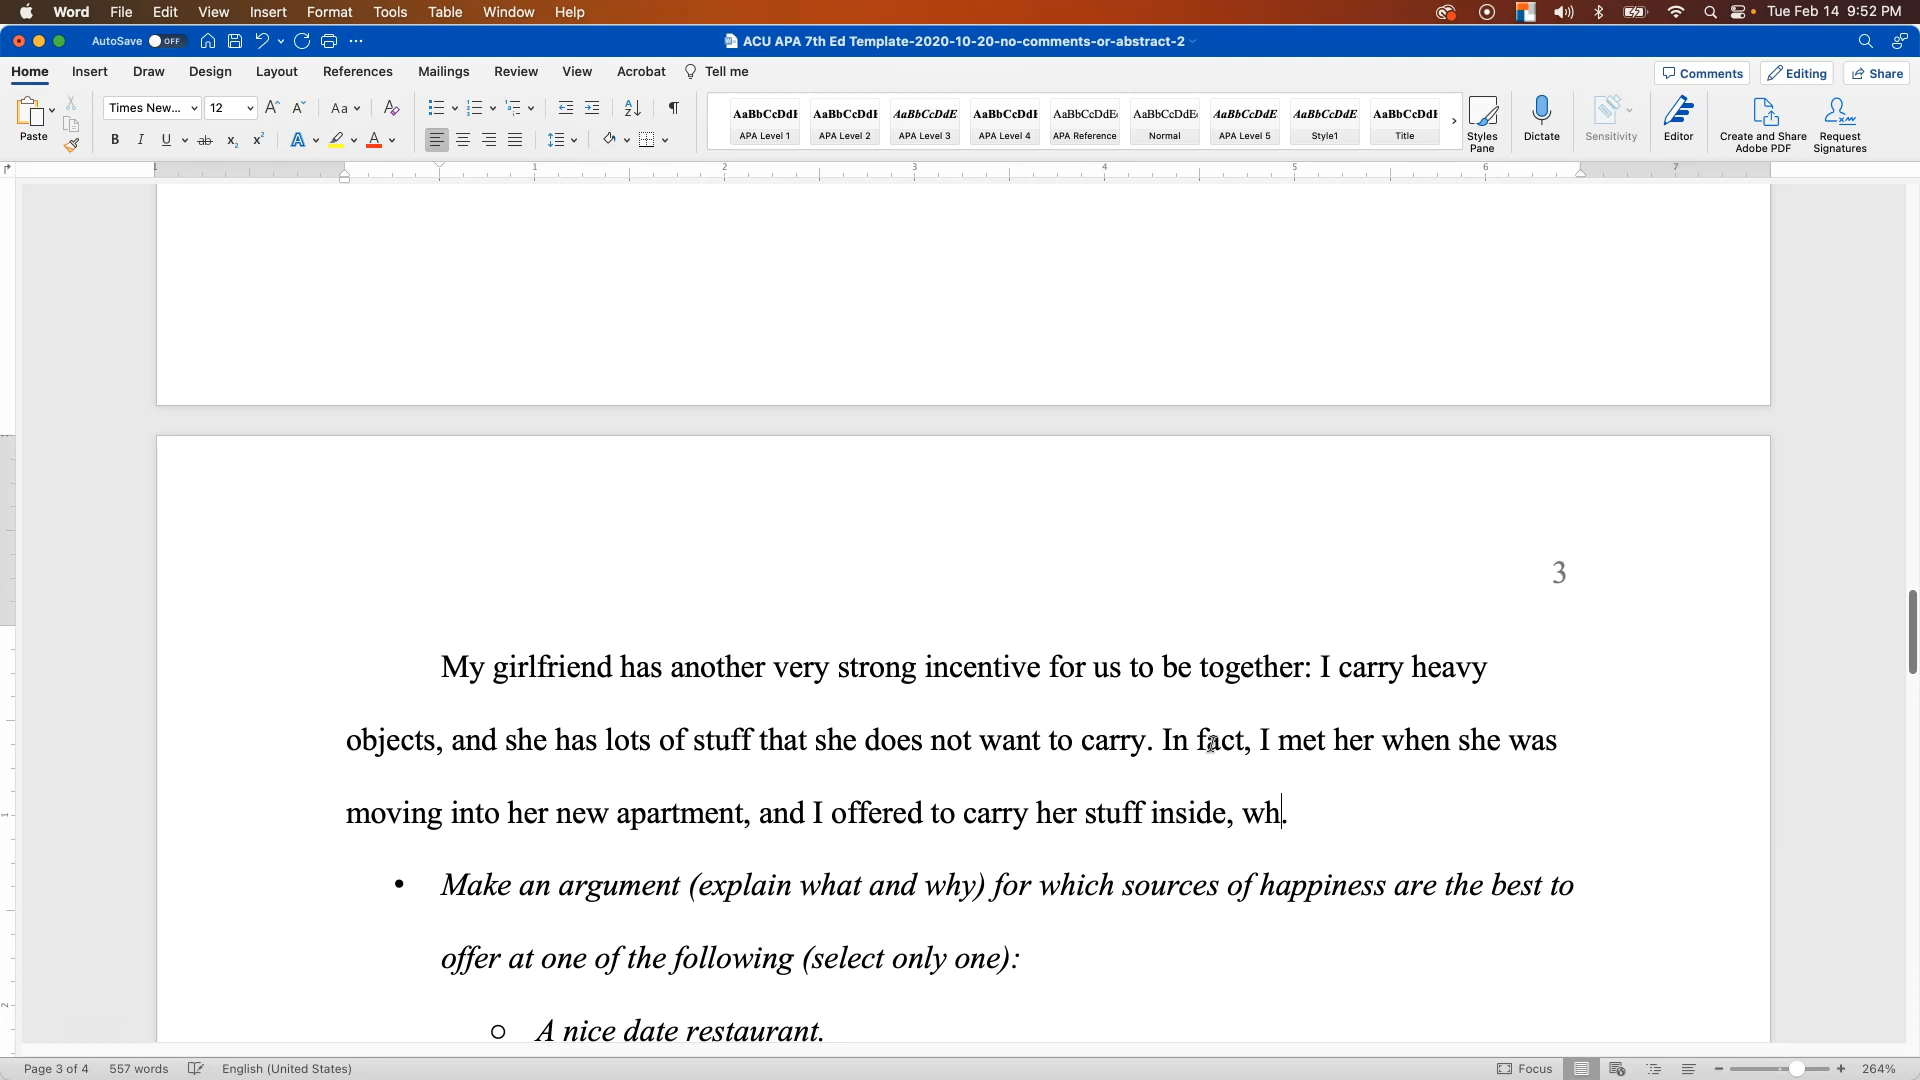 Word File Edit View Insert Format Tools Table Window Help Tue Feb 14 9:52 PM
AutoSave OFF ACU APA 7th Ed Template-2020-10-20-no-comments-or-abstract-2
Home Insert Draw Design Layout References Mailings Review View Acrobat Tell me Comments Editing Share
Paste Times New... 12 Aa
AaBbCcDdE AaBbCcDdE AaBbCcDdE AaBbCcDdE AaBbCcDdE AaBbCcDdE AaBbCcDdE AaBbCcDdE AaBbCcDdE
APA Level 1 APA Level 2 APA Level 3 APA Level 4 APA Reference Normal APA Level 5 Style1 Title
Styles Pane Dictate Sensitivity Editor Create and Share Adobe PDF Request Signatures
1 1 2 3 4 5 6 7
3
My girlfriend has another very strong incentive for us to be together: I carry heavy
objects, and she has lots of stuff that she does not want to carry. In fact, I met her when she was
moving into her new apartment, and I offered to carry her stuff inside, wh.
• Make an argument (explain what and why) for which sources of happiness are the best to
offer at one of the following (select only one):
○ A nice date restaurant.
Page 3 of 4 557 words English (United States) Focus 264%